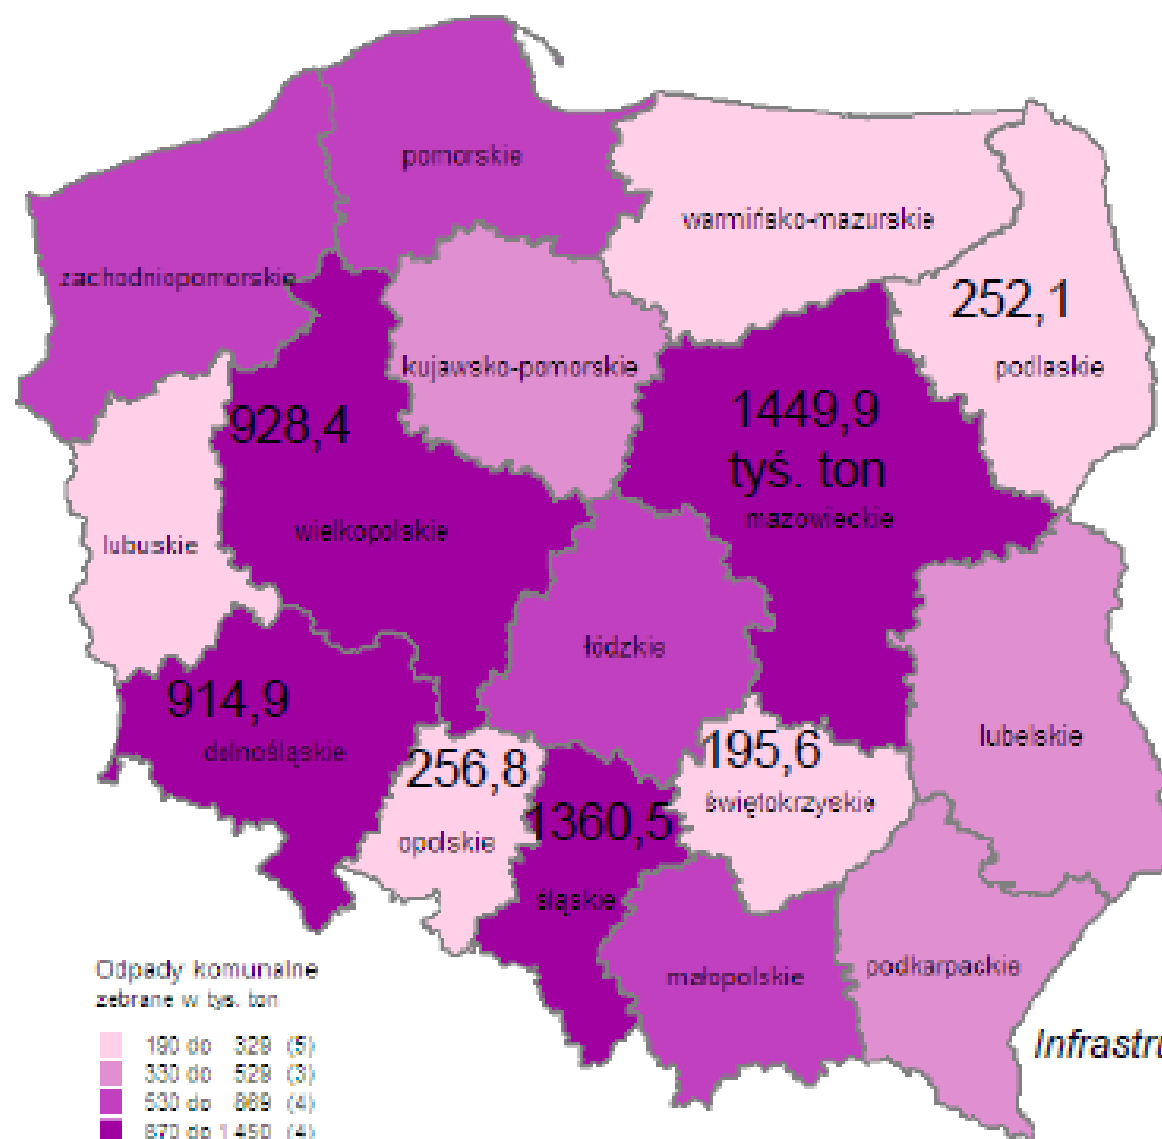 pomorskie
warmińsko-mazurskie
zachodniopomorskie
252,1
podlaskie
kujawsko-pomorskie
928,4
1449,9
tyś. ton
mazowieckie
wielkopolskie
lubuskie
łódzkie
914,9
dolnośląskie
lubelskie
256,8
195,6
świętokrzyskie
1360,5
opolskie
śląskie
małopolskie
podkarpackie
Odpady komunalne
zebrane w tys. ton
190 do 329 (5)
330 do 529 (3)
530 do 869 (4)
870 do 1 450 (4)
Infrastru